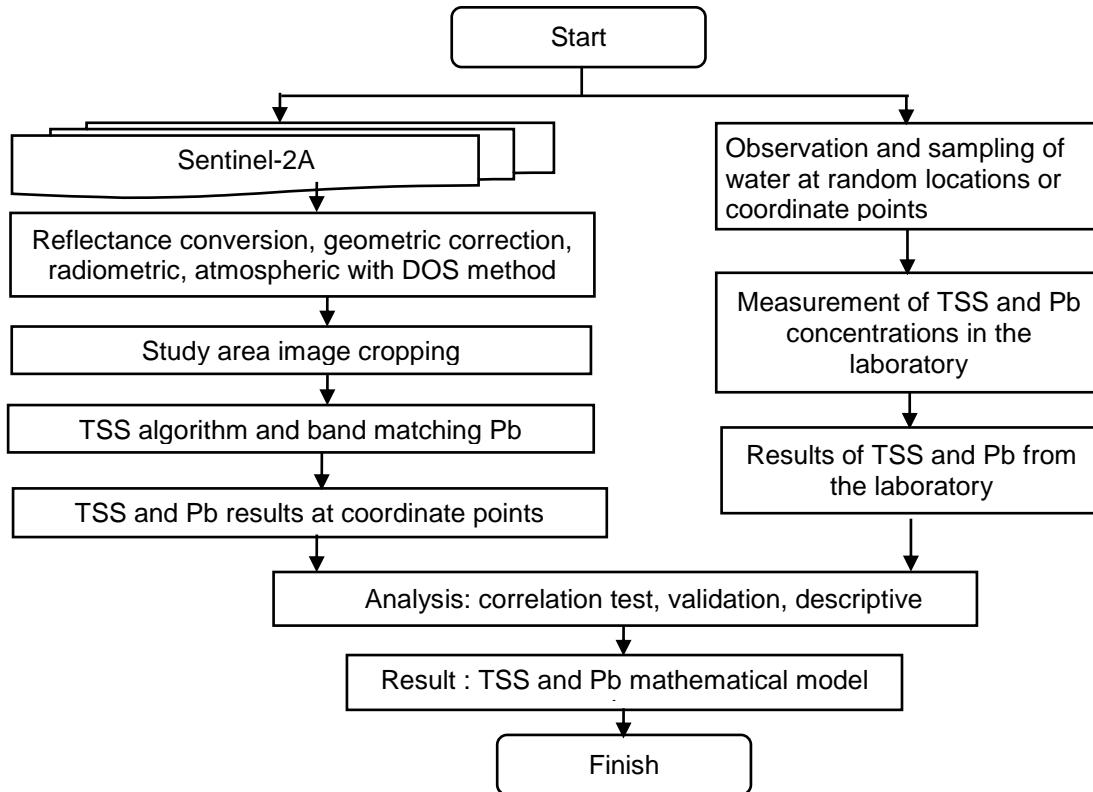 Start
Sentinel-2A
Reflectance conversion, geometric correction,
radiometric, atmospheric with DOS method
Study area image cropping
TSS algorithm and band matching Pb
TSS and Pb results at coordinate points
Observation and sampling of
water at random locations or
coordinate points
Measurement of TSS and Pb
concentrations in the
laboratory
Results of TSS and Pb from
the laboratory
Analysis: correlation test, validation, descriptive
Result : TSS and Pb mathematical model
Finish